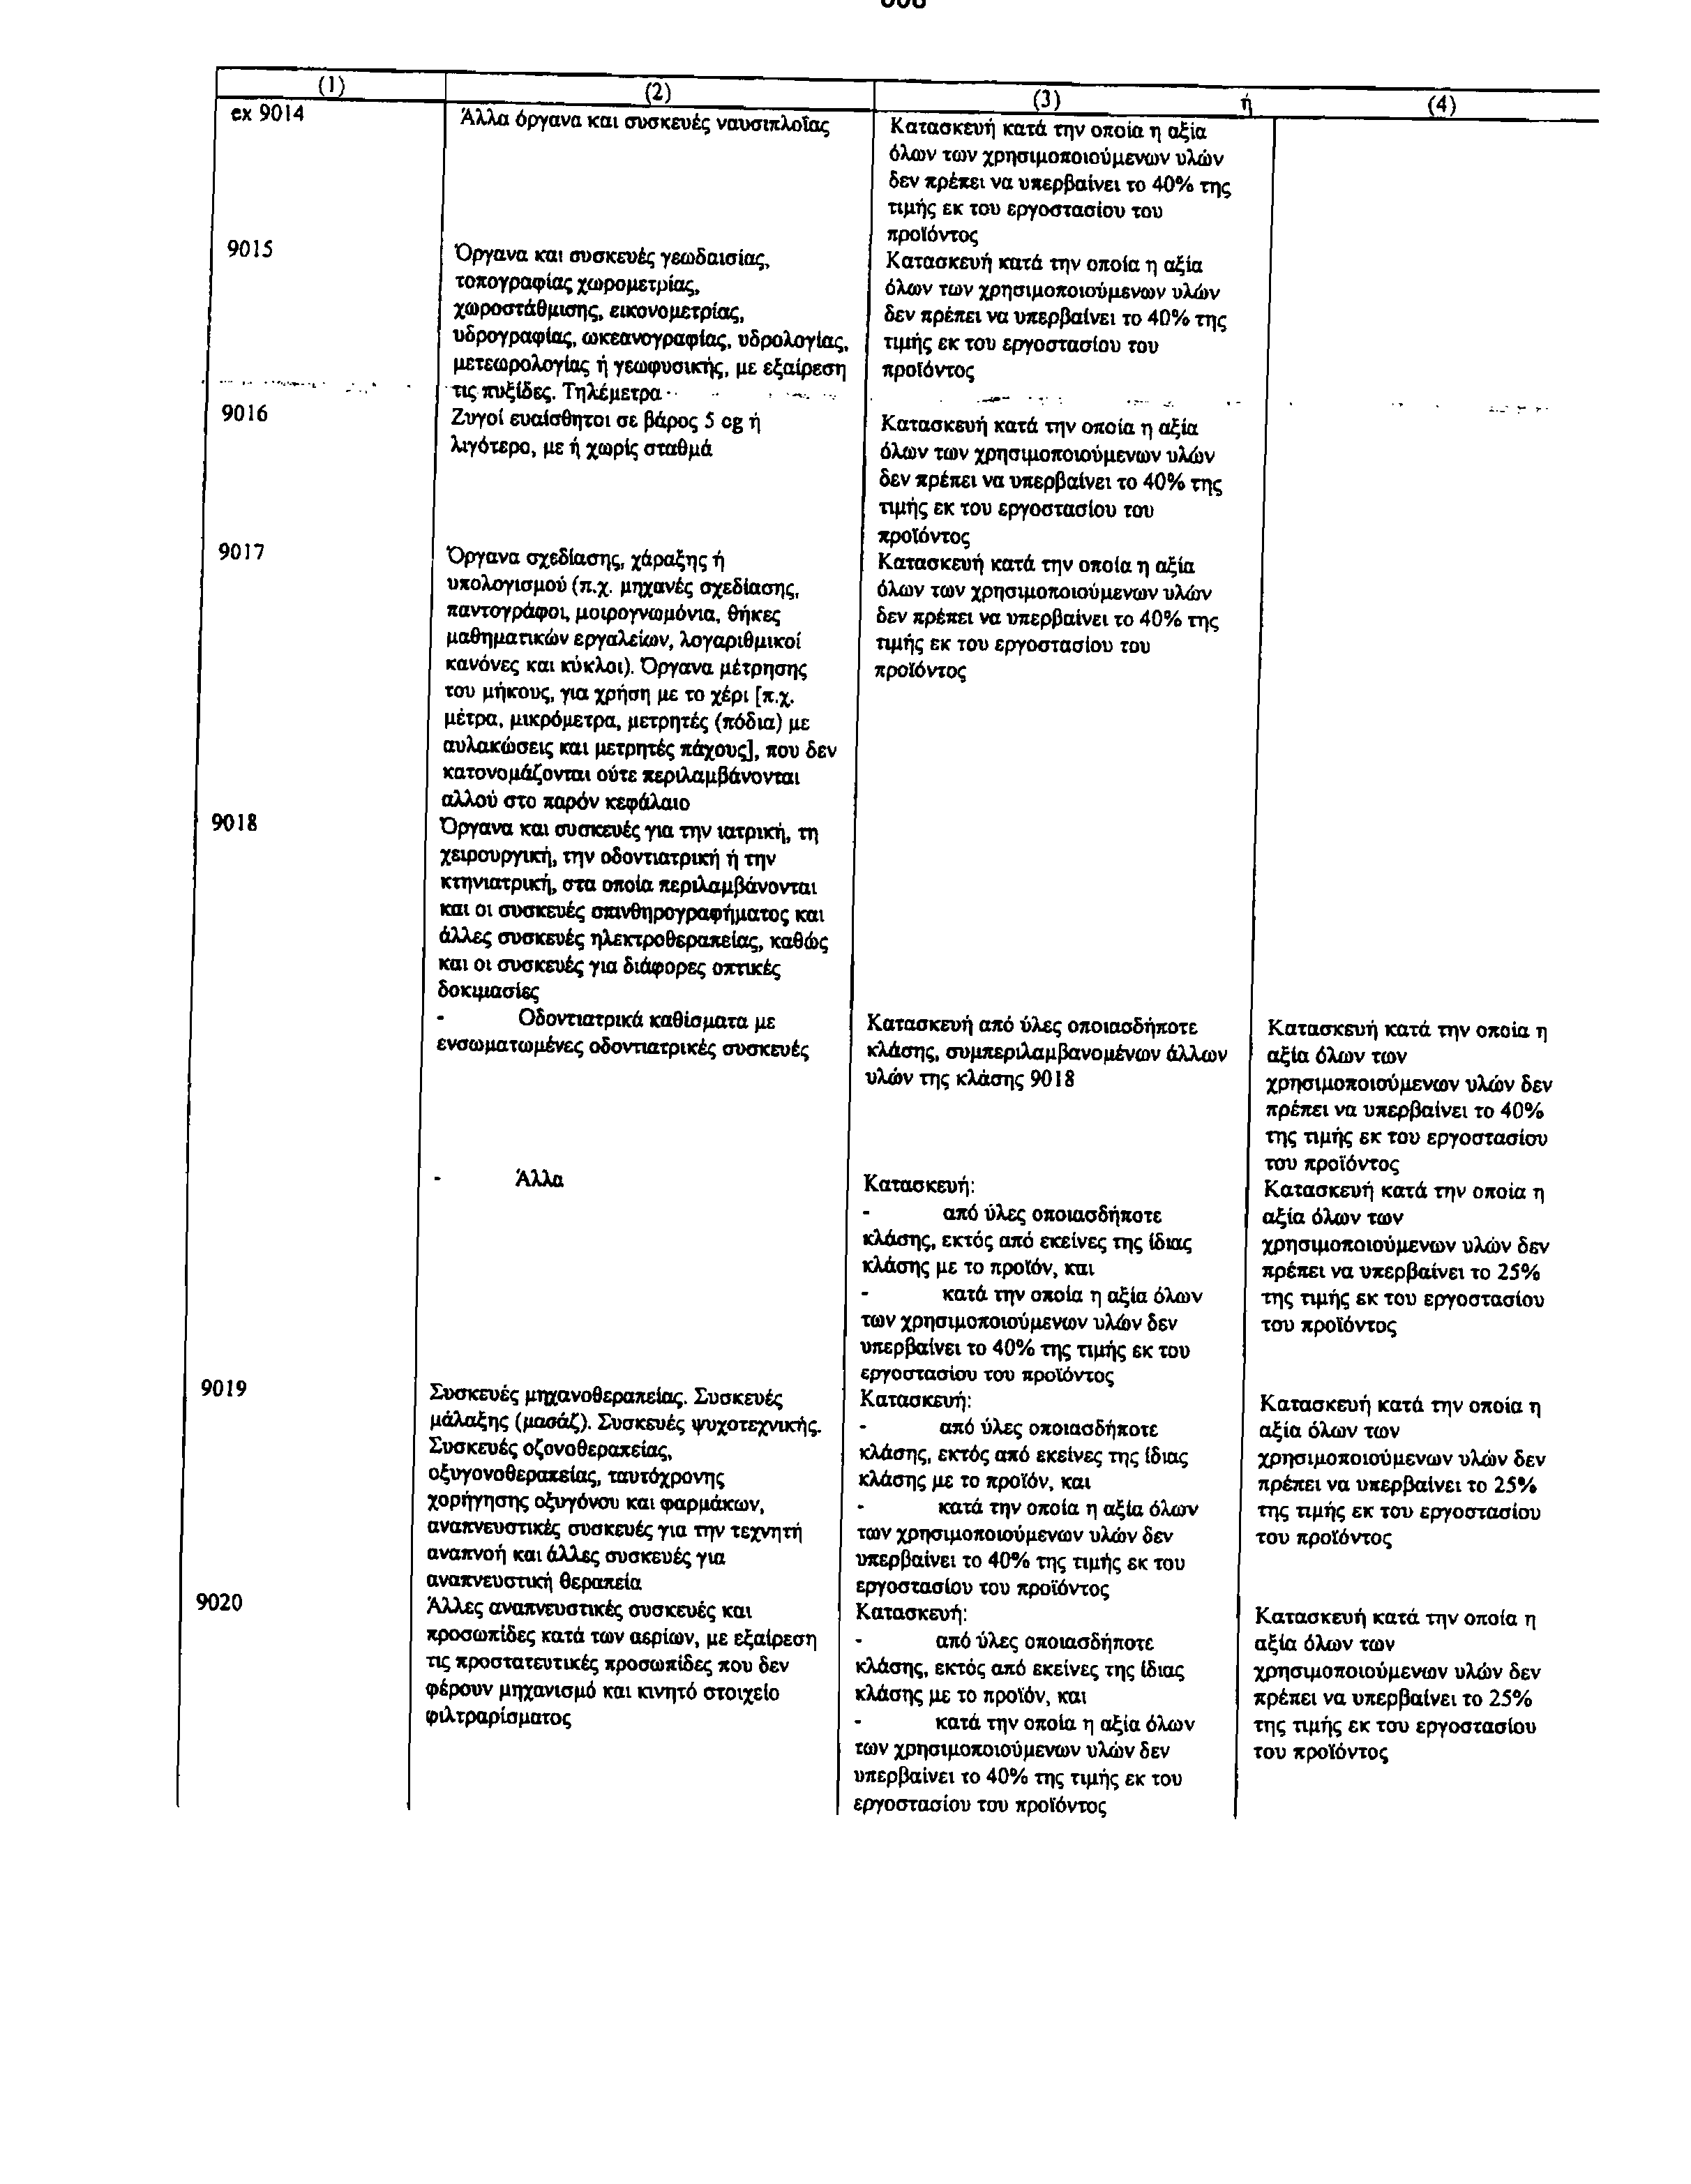 (1) (2) (3) ή (4)
ex 9014
Άλλα όργανα και συσκευές ναυσιπλοΐας
Κατασκευή κατά την οποία η αξία
όλων των χρησιμοποιούμενων υλών
δεν πρέπει να υπερβαίνει το 40% της
τιμής εκ του εργοστασίου του
προϊόντος
9015
Όργανα και συσκευές γεωδαισίας,
τοπογραφίας χωρομετρίας,
χωροστάθμισης, εικονομετρίας,
υδρογραφίας, ωκεανογραφίας, υδρολογίας,
μετεωρολογίας ή γεωφυσικής, με εξαίρεση
τις πυξίδες. Τηλέμετρα
Κατασκευή κατά την οποία η αξία
όλων των χρησιμοποιούμενων υλών
δεν πρέπει να υπερβαίνει το 40% της
τιμής εκ του εργοστασίου του
προϊόντος
9016
Ζυγοί ευαίσθητοι σε βάρος 5 cg ή
λιγότερο, με ή χωρίς σταθμά
Κατασκευή κατά την οποία η αξία
όλων των χρησιμοποιούμενων υλών
δεν πρέπει να υπερβαίνει το 40% της
τιμής εκ του εργοστασίου του
προϊόντος
9017
Όργανα σχεδίασης, χάραξης ή
υπολογισμού (π.χ. μηχανές σχεδίασης,
παντογράφοι, μοιρογνωμόνια, θήκες
μαθηματικών εργαλείων, λογαριθμικοί
κανόνες και κύκλοι). Όργανα μέτρησης
του μήκους, για χρήση με το χέρι [π.χ.
μέτρα, μικρόμετρα, μετρητές (πόδια) με
αυλακώσεις και μετρητές πάχους], που δεν
κατονομάζονται ούτε περιλαμβάνονται
αλλού στο παρόν κεφάλαιο
Κατασκευή κατά την οποία η αξία
όλων των χρησιμοποιούμενων υλών
δεν πρέπει να υπερβαίνει το 40% της
τιμής εκ του εργοστασίου του
προϊόντος
9018
Όργανα και συσκευές για την ιατρική, τη
χειρουργική, την οδοντιατρική ή την
κτηνιατρική, στα οποία περιλαμβάνονται
και οι συσκευές σπινθηρογραφήματος και
άλλες συσκευές ηλεκτροθεραπείας, καθώς
και οι συσκευές για διάφορες οπτικές
δοκιμασίες
- Οδοντιατρικά καθίσματα με
ενσωματωμένες οδοντιατρικές συσκευές
Κατασκευή από ύλες οποιασδήποτε
κλάσης, συμπεριλαμβανομένων άλλων
υλών της κλάσης 9018
Κατασκευή κατά την οποία η
αξία όλων των
χρησιμοποιούμενων υλών δεν
πρέπει να υπερβαίνει το 40%
της τιμής εκ του εργοστασίου
του προϊόντος
- Άλλα
Κατασκευή:
- από ύλες οποιασδήποτε
κλάσης, εκτός από εκείνες της ίδιας
κλάσης με το προϊόν, και
- κατά την οποία η αξία όλων
των χρησιμοποιούμενων υλών δεν
υπερβαίνει το 40% της τιμής εκ του
εργοστασίου του προϊόντος
Κατασκευή κατά την οποία η
αξία όλων των
χρησιμοποιούμενων υλών δεν
πρέπει να υπερβαίνει το 25%
της τιμής εκ του εργοστασίου
του προϊόντος
9019
Συσκευές μηχανοθεραπείας. Συσκευές
μάλαξης (μασάζ). Συσκευές ψυχοτεχνικής.
Συσκευές οζονοθεραπείας,
οξυγονοθεραπείας, ταυτόχρονης
χορήγησης οξυγόνου και φαρμάκων,
αναπνευστικές συσκευές για την τεχνητή
αναπνοή και άλλες συσκευές για
αναπνευστική θεραπεία
Κατασκευή:
- από ύλες οποιασδήποτε
κλάσης, εκτός από εκείνες της ίδιας
κλάσης με το προϊόν, και
- κατά την οποία η αξία όλων
των χρησιμοποιούμενων υλών δεν
υπερβαίνει το 40% της τιμής εκ του
εργοστασίου του προϊόντος
Κατασκευή κατά την οποία η
αξία όλων των
χρησιμοποιούμενων υλών δεν
πρέπει να υπερβαίνει το 25%
της τιμής εκ του εργοστασίου
του προϊόντος
9020
Άλλες αναπνευστικές συσκευές και
προσωπίδες κατά των αερίων, με εξαίρεση
τις προστατευτικές προσωπίδες που δεν
φέρουν μηχανισμό και κινητό στοιχείο
φιλτραρίσματος
Κατασκευή:
- από ύλες οποιασδήποτε
κλάσης, εκτός από εκείνες της ίδιας
κλάσης με το προϊόν, και
- κατά την οποία η αξία όλων
των χρησιμοποιούμενων υλών δεν
υπερβαίνει το 40% της τιμής εκ του
εργοστασίου του προϊόντος
Κατασκευή κατά την οποία η
αξία όλων των
χρησιμοποιούμενων υλών δεν
πρέπει να υπερβαίνει το 25%
της τιμής εκ του εργοστασίου
του προϊόντος